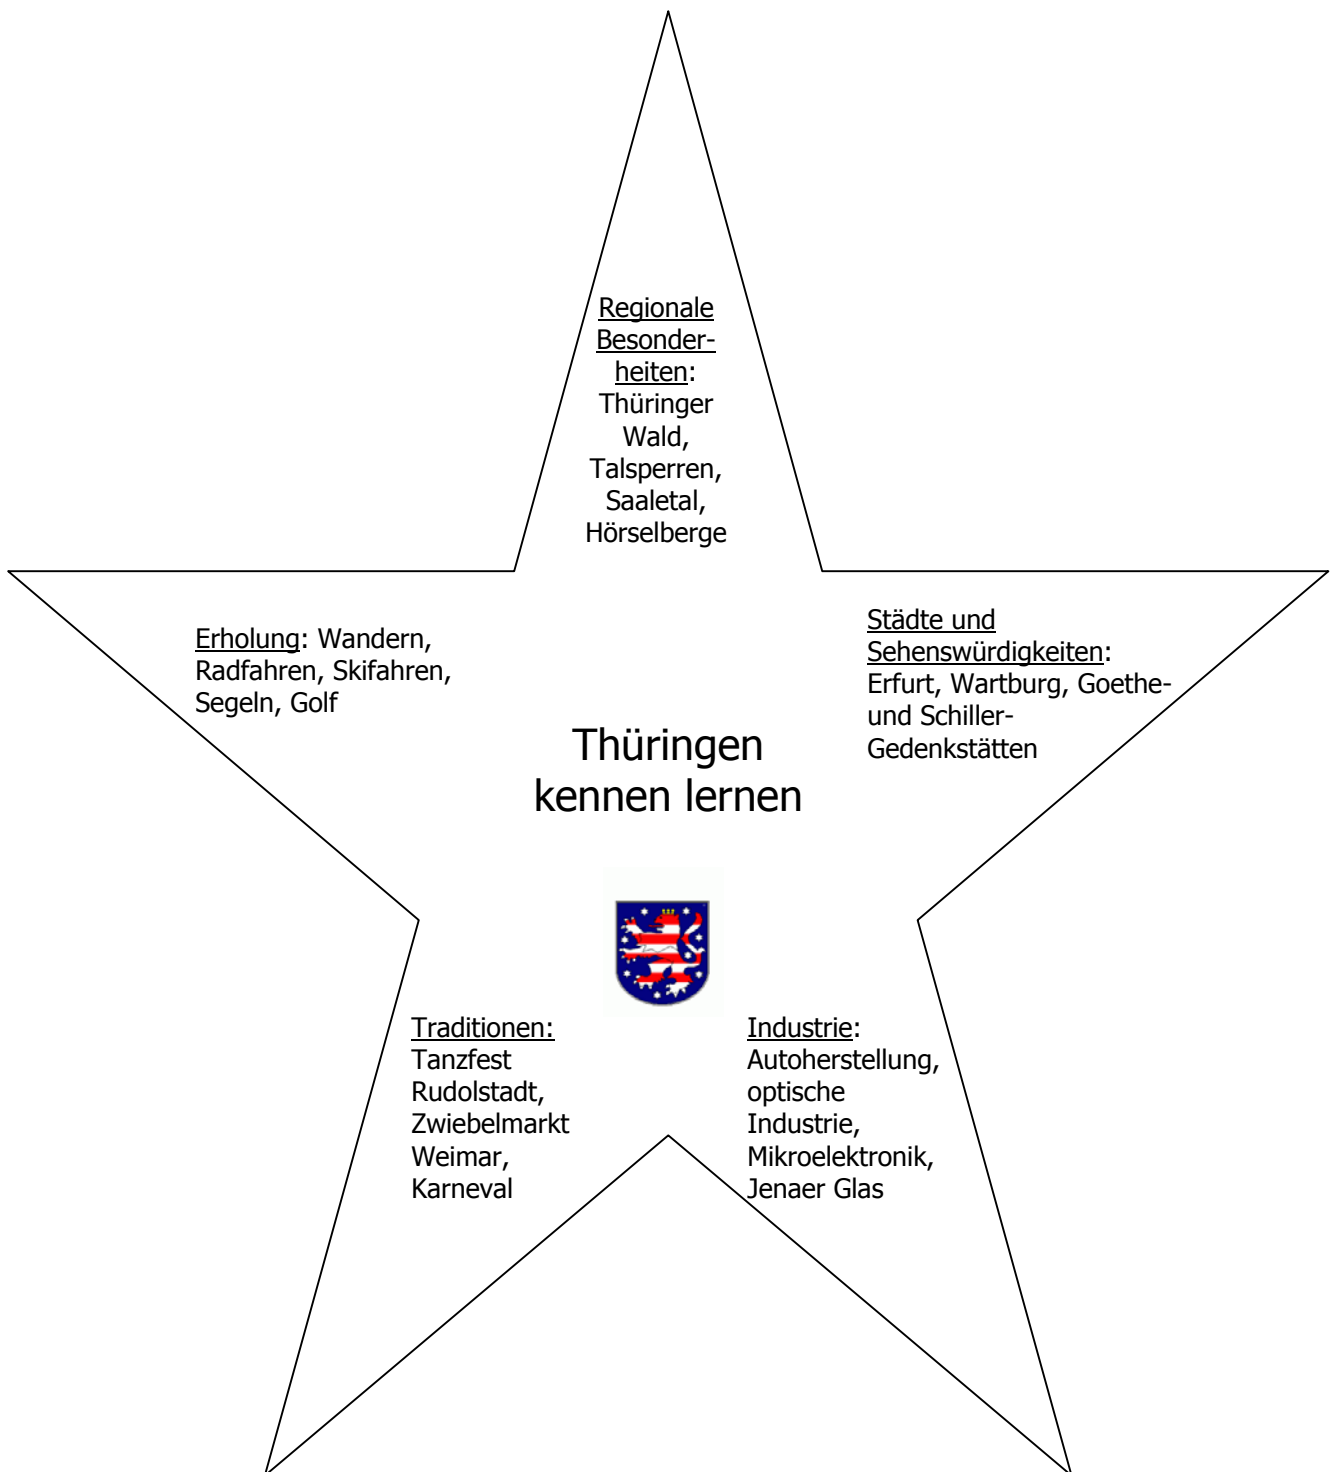 Regionale
Besonder-
heiten:
Thüringer
Wald,
Talsperren,
Saaletal,
Hörselberge
Erholung: Wandern,
Radfahren, Skifahren,
Segeln, Golf
Städte und
Sehenswürdigkeiten:
Erfurt, Wartburg, Goethe-
und Schiller-
Gedenkstätten
Thüringen
kennen lernen
Traditionen:
Tanzfest
Rudolstadt,
Zwiebelmarkt
Weimar,
Karneval
Industrie:
Autoherstellung,
optische
Industrie,
Mikroelektronik,
Jenaer Glas